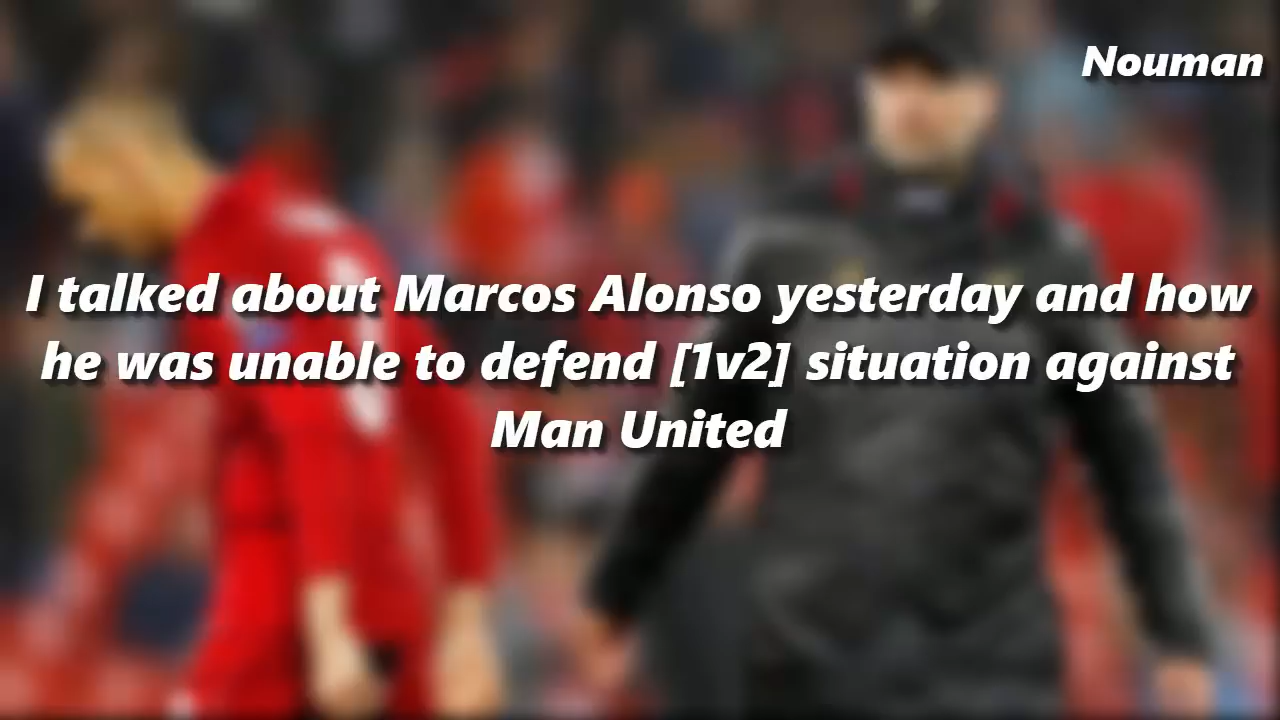 Nouman
I talked about Marcos Alonso yesterday and how
he was unable to defend [1v2] situation against
Man United